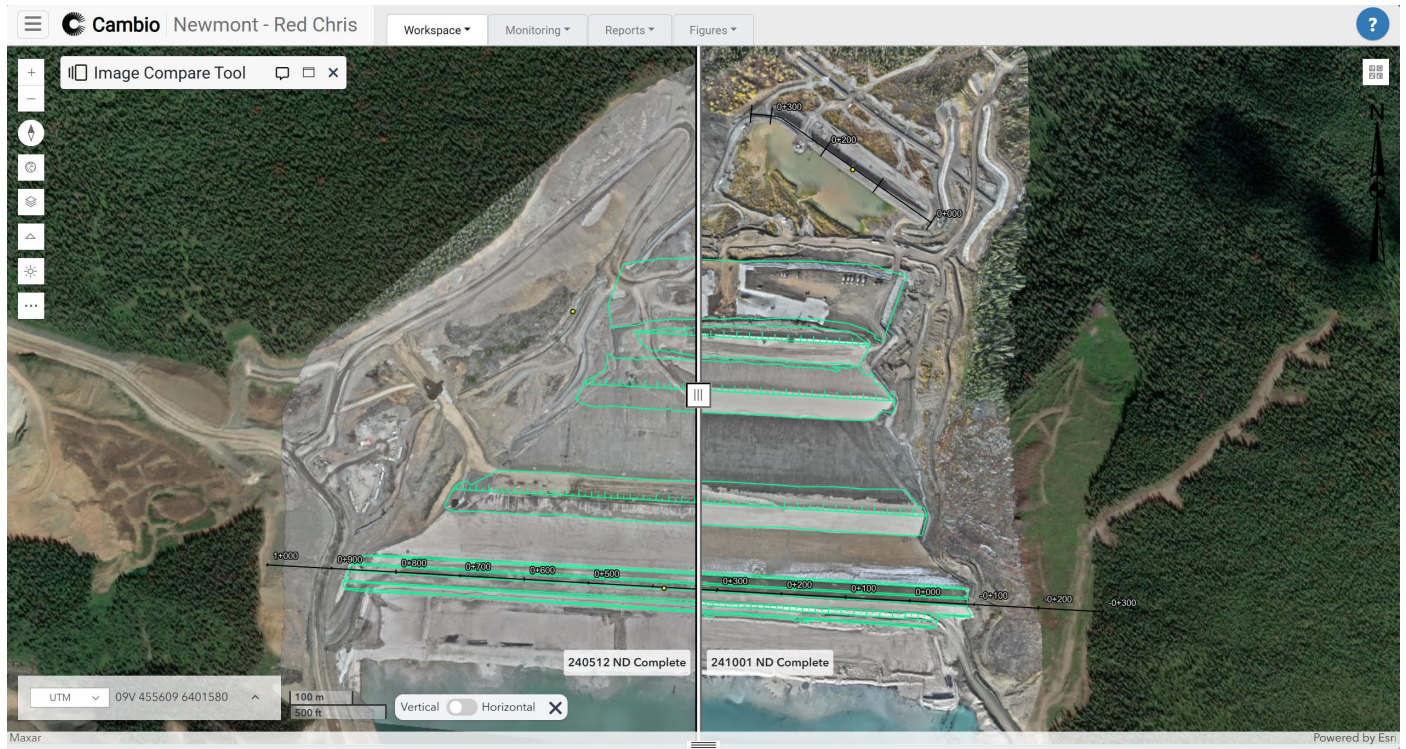 Cambio Newmont - Red Chris
Workspace
Monitoring
Reports
Figures
?
+
Image Compare Tool
−
N
0+300
0+200
0+000
1+000
0+900
0+800
0+700
0+600
0+500
0+300
0+200
0+100
0+000
-0+100
-0+200
-0+300
240512 ND Complete
241001 ND Complete
UTM
09V 455609 6401580
100 m
500 ft
Vertical
Horizontal
Maxar
Powered by Esri